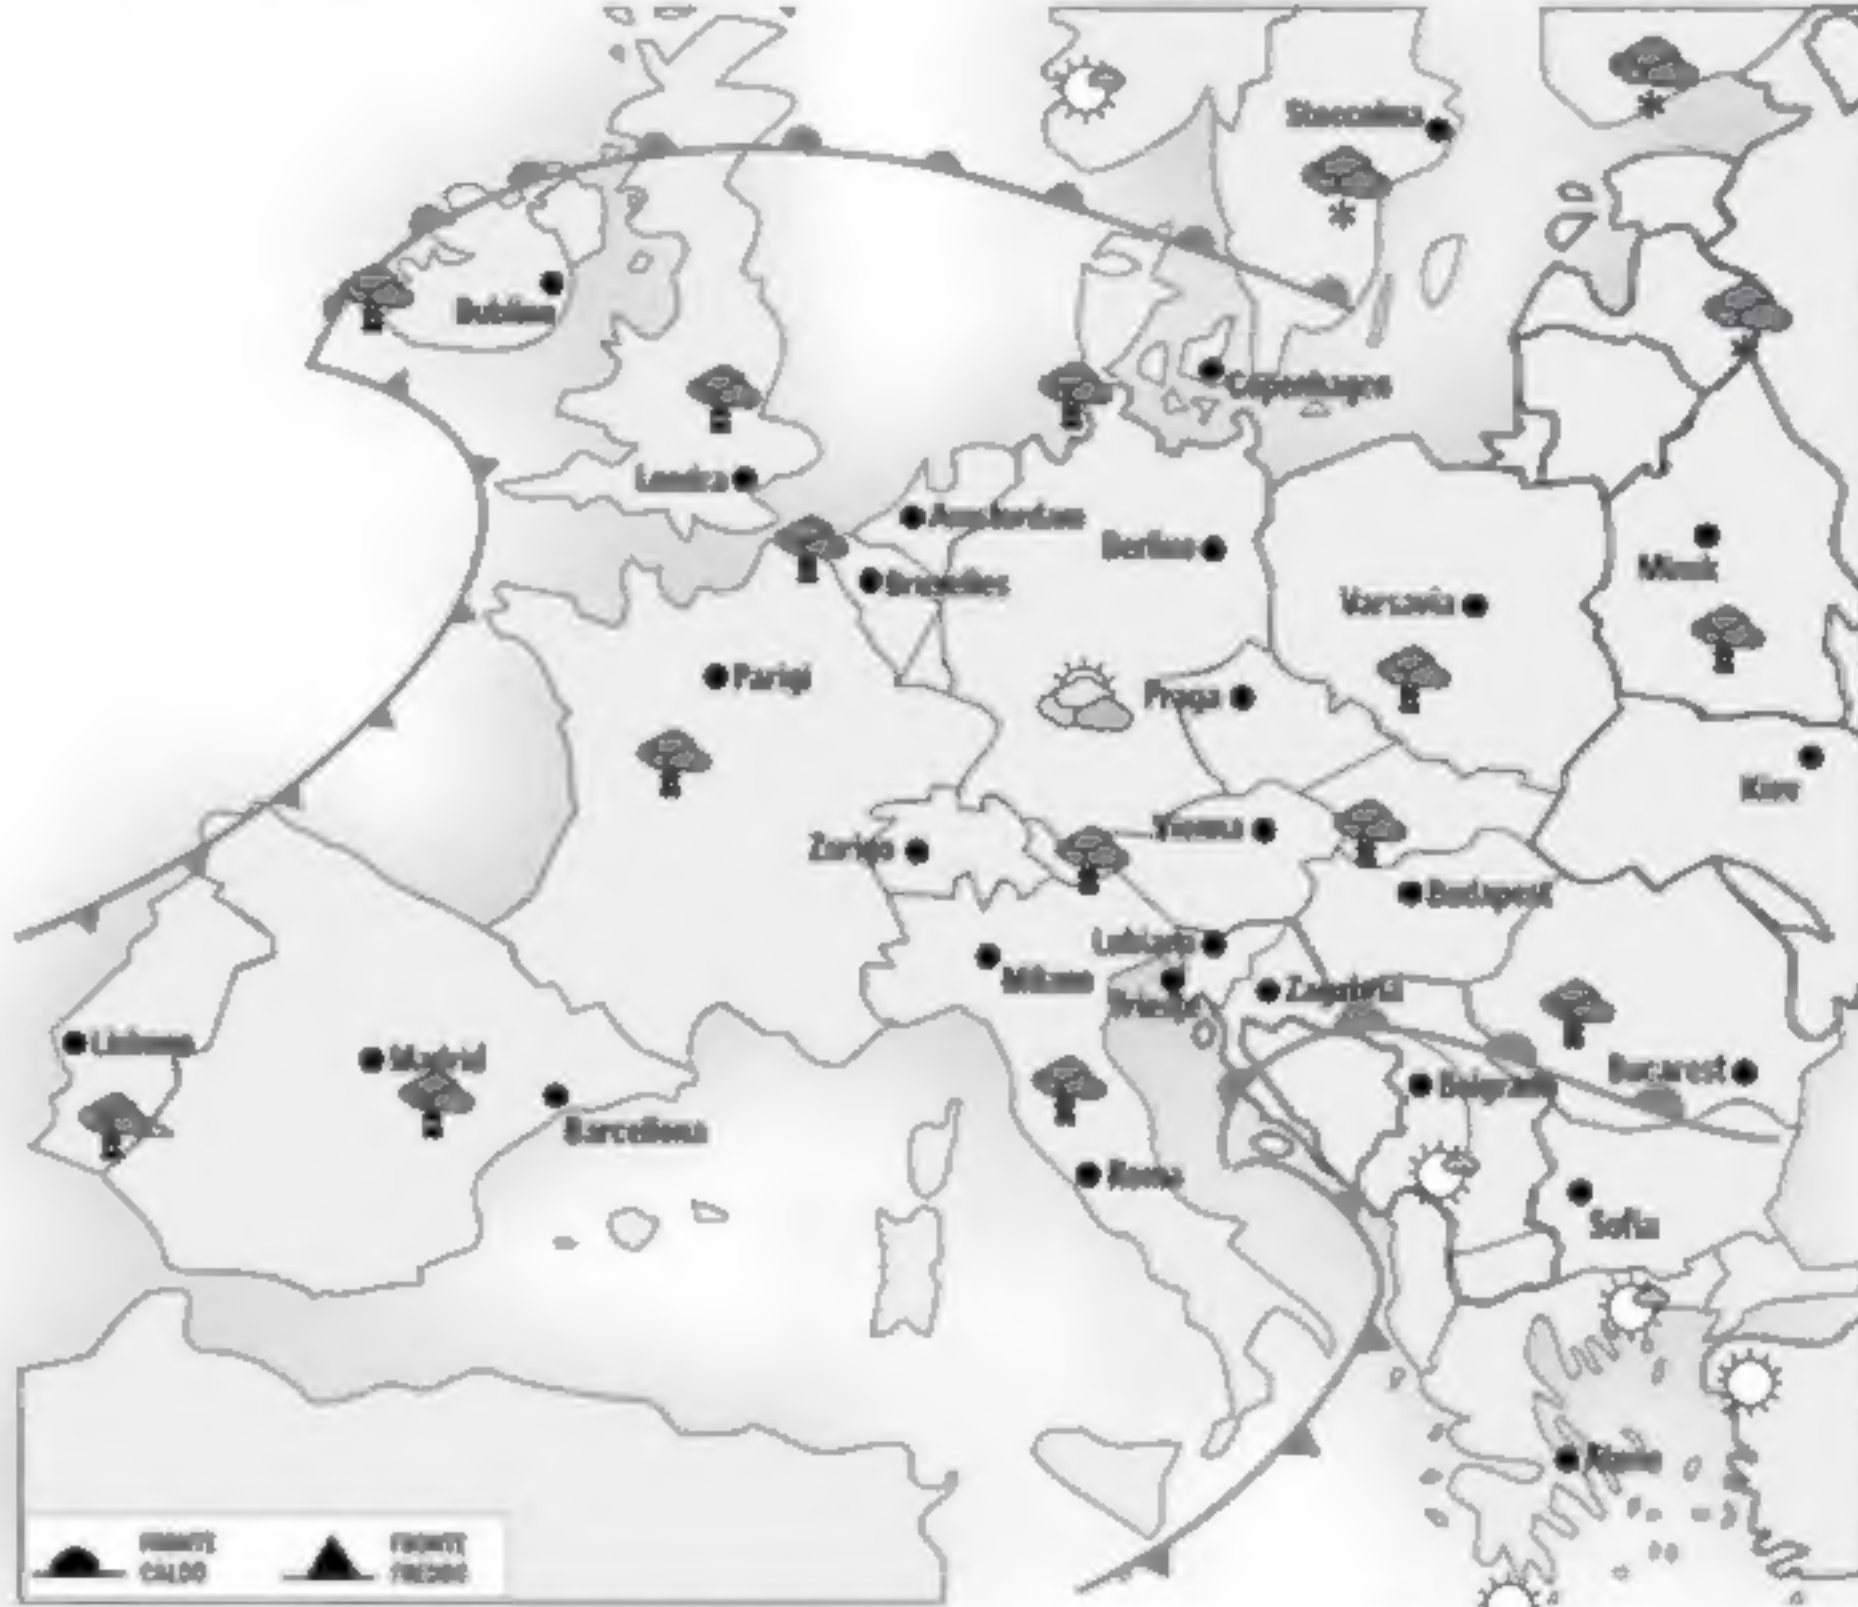 Stoccolma
Dublino
Copenhagen
Londra
Amsterdam
Berlino
Bruxelles
Minsk
Varsavia
Parigi
Praga
Kiev
Vienna
Zurigo
Budapest
Lubiana
Milano
Zagabria
Trieste
Lisbona
Madrid
Bucarest
Belgrado
Barcellona
Roma
Sofia
Atene
FRONTE
CALDO
FRONTE
FREDDO